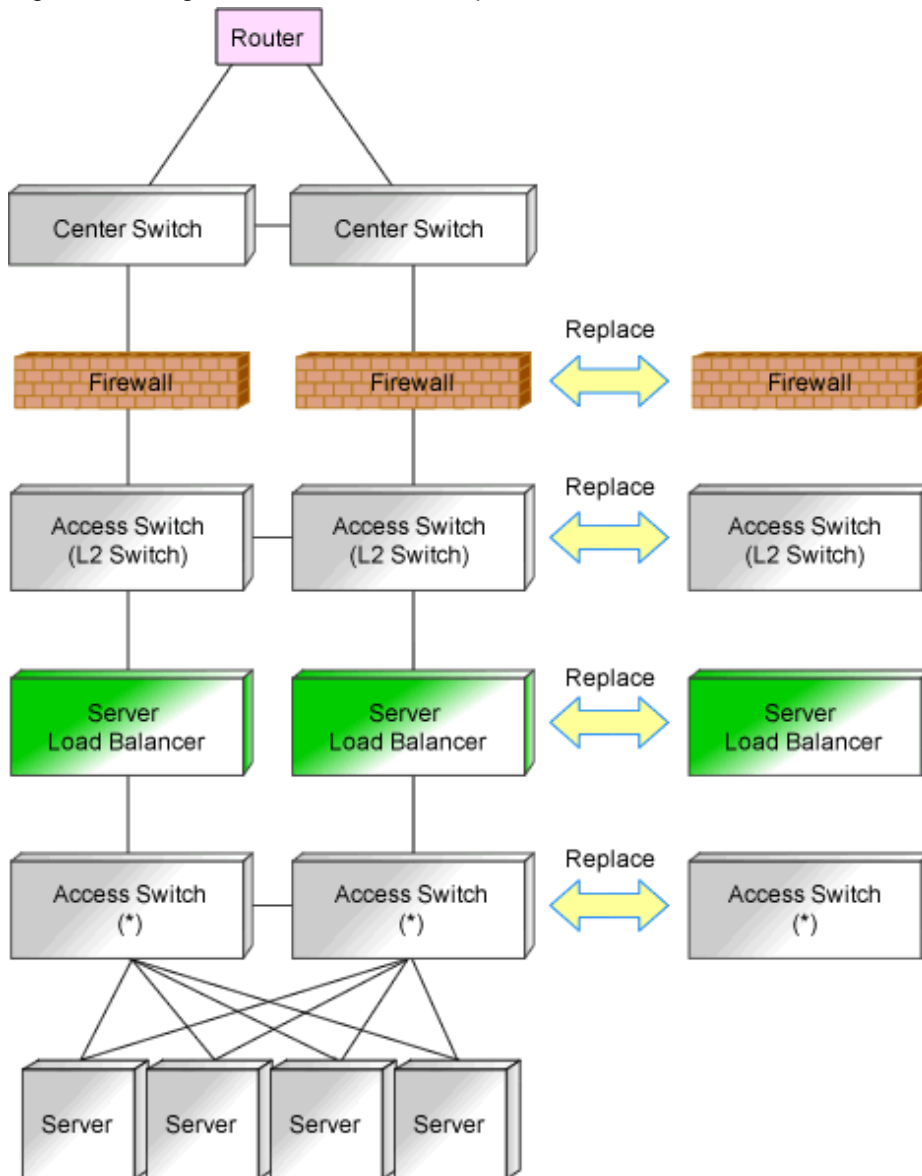 Router
Center Switch
Center Switch
Replace
Firewall
Firewall
Firewall
Replace
Access Switch
(L2 Switch)
Access Switch
(L2 Switch)
Access Switch
(L2 Switch)
Replace
Server
Load Balancer
Server
Load Balancer
Server
Load Balancer
Replace
Access Switch
(*)
Access Switch
(*)
Access Switch
(*)
Server
Server
Server
Server